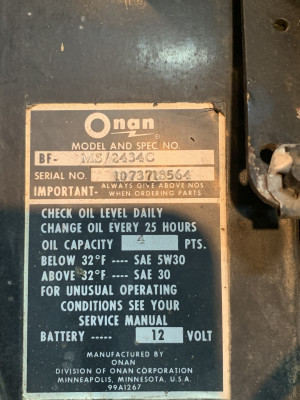 Onan
MODEL AND SPEC NO.
BF- MS/2434C
SERIAL NO. 1073713564
IMPORTANT- ALWAYS GIVE ABOVE NOS
WHEN ORDERING PARTS
CHECK OIL LEVEL DAILY
CHANGE OIL EVERY 25 HOURS
OIL CAPACITY 4 PTS.
BELOW 32°F ---- SAE 5W30
ABOVE 32°F ---- SAE 30
FOR UNUSUAL OPERATING
CONDITIONS SEE YOUR
SERVICE MANUAL
BATTERY ----- 12 VOLT
MANUFACTURED BY
ONAN
DIVISION OF ONAN CORPORATION
MINNEAPOLIS, MINNESOTA, U.S.A.
99A1267